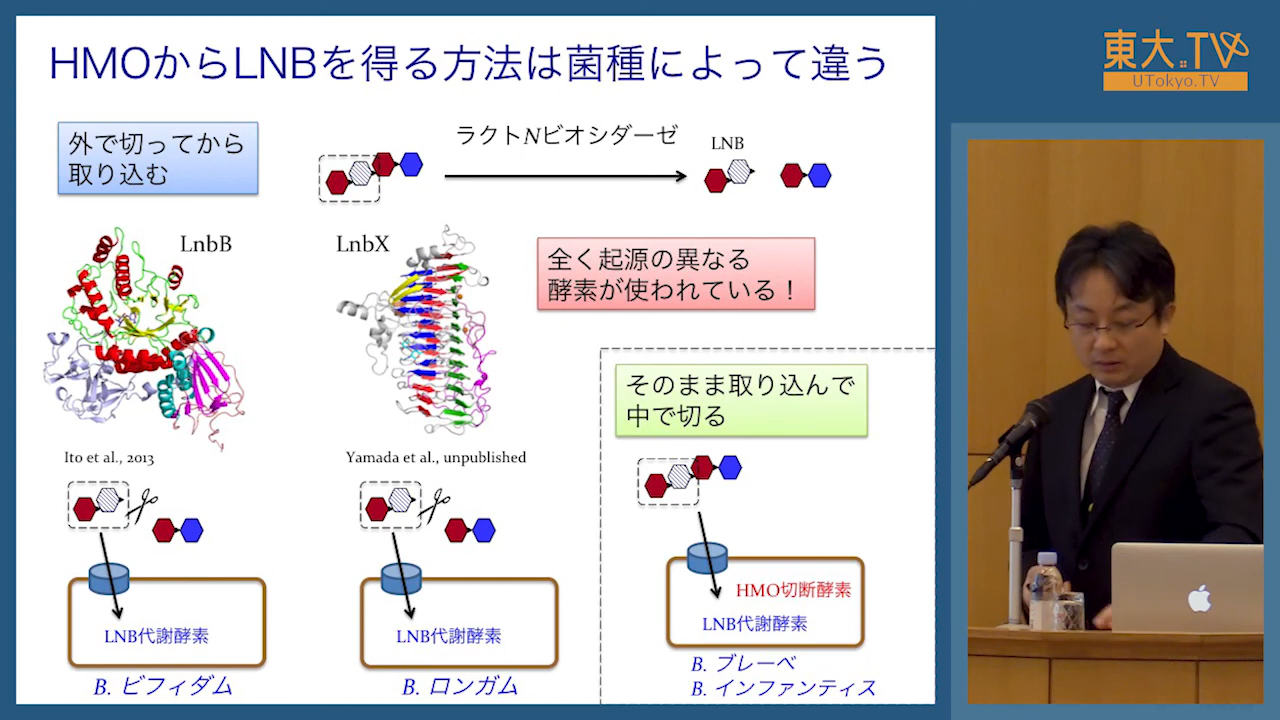 HMOからLNBを得る方法は菌種によって違う
東大.TV
UTokyo.TV
外で切ってから
取り込む
ラクトNビオシダーゼ
LNB
LnbB
LnbX
全く起源の異なる
酵素が使われている！
そのまま取り込んで
中で切る
Ito et al., 2013
Yamada et al., unpublished
HMO切断酵素
LNB代謝酵素
LNB代謝酵素
LNB代謝酵素
B. ビフィダム
B. ロンガム
B. ブレーベ
B. インファンティス